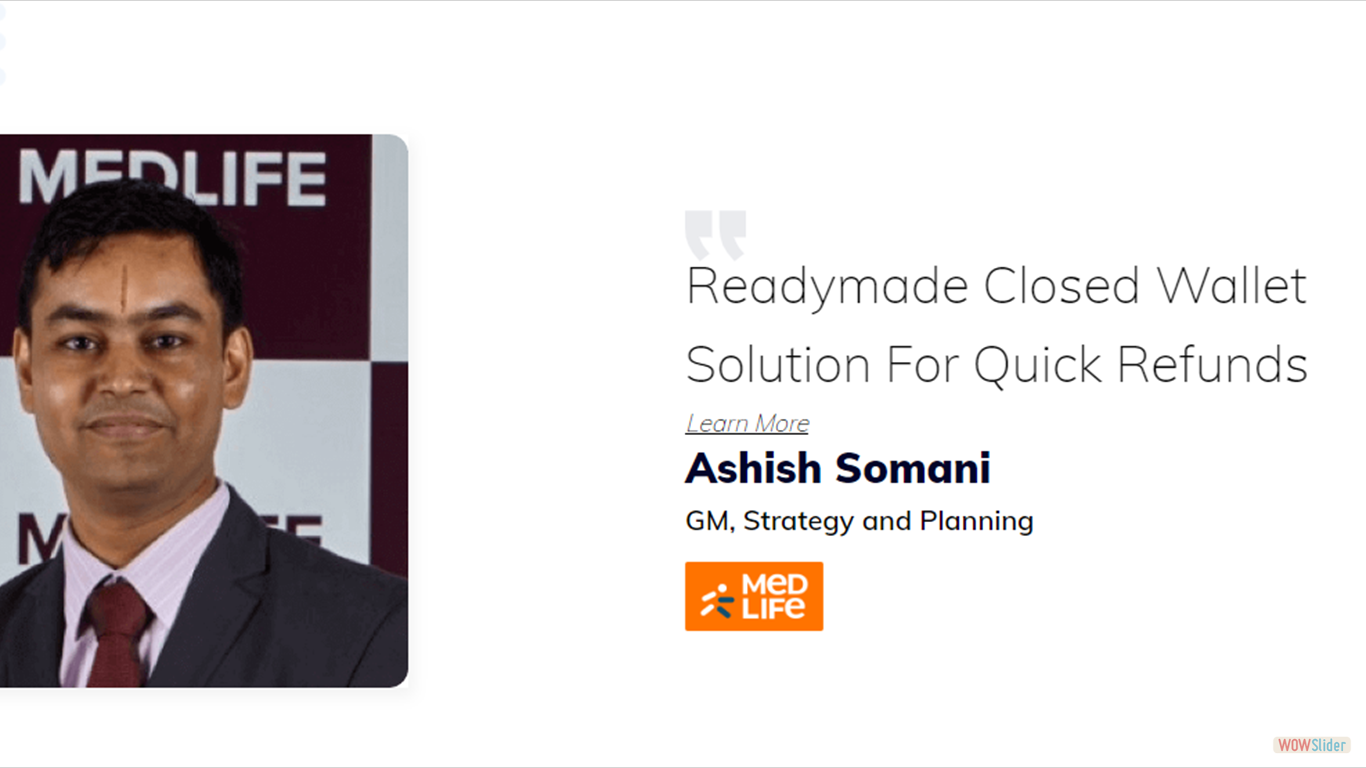 MEDLIFE
Readymade Closed Wallet
Solution For Quick Refunds
Learn More
Ashish Somani
GM, Strategy and Planning
MED
LIFE
WOWSlider